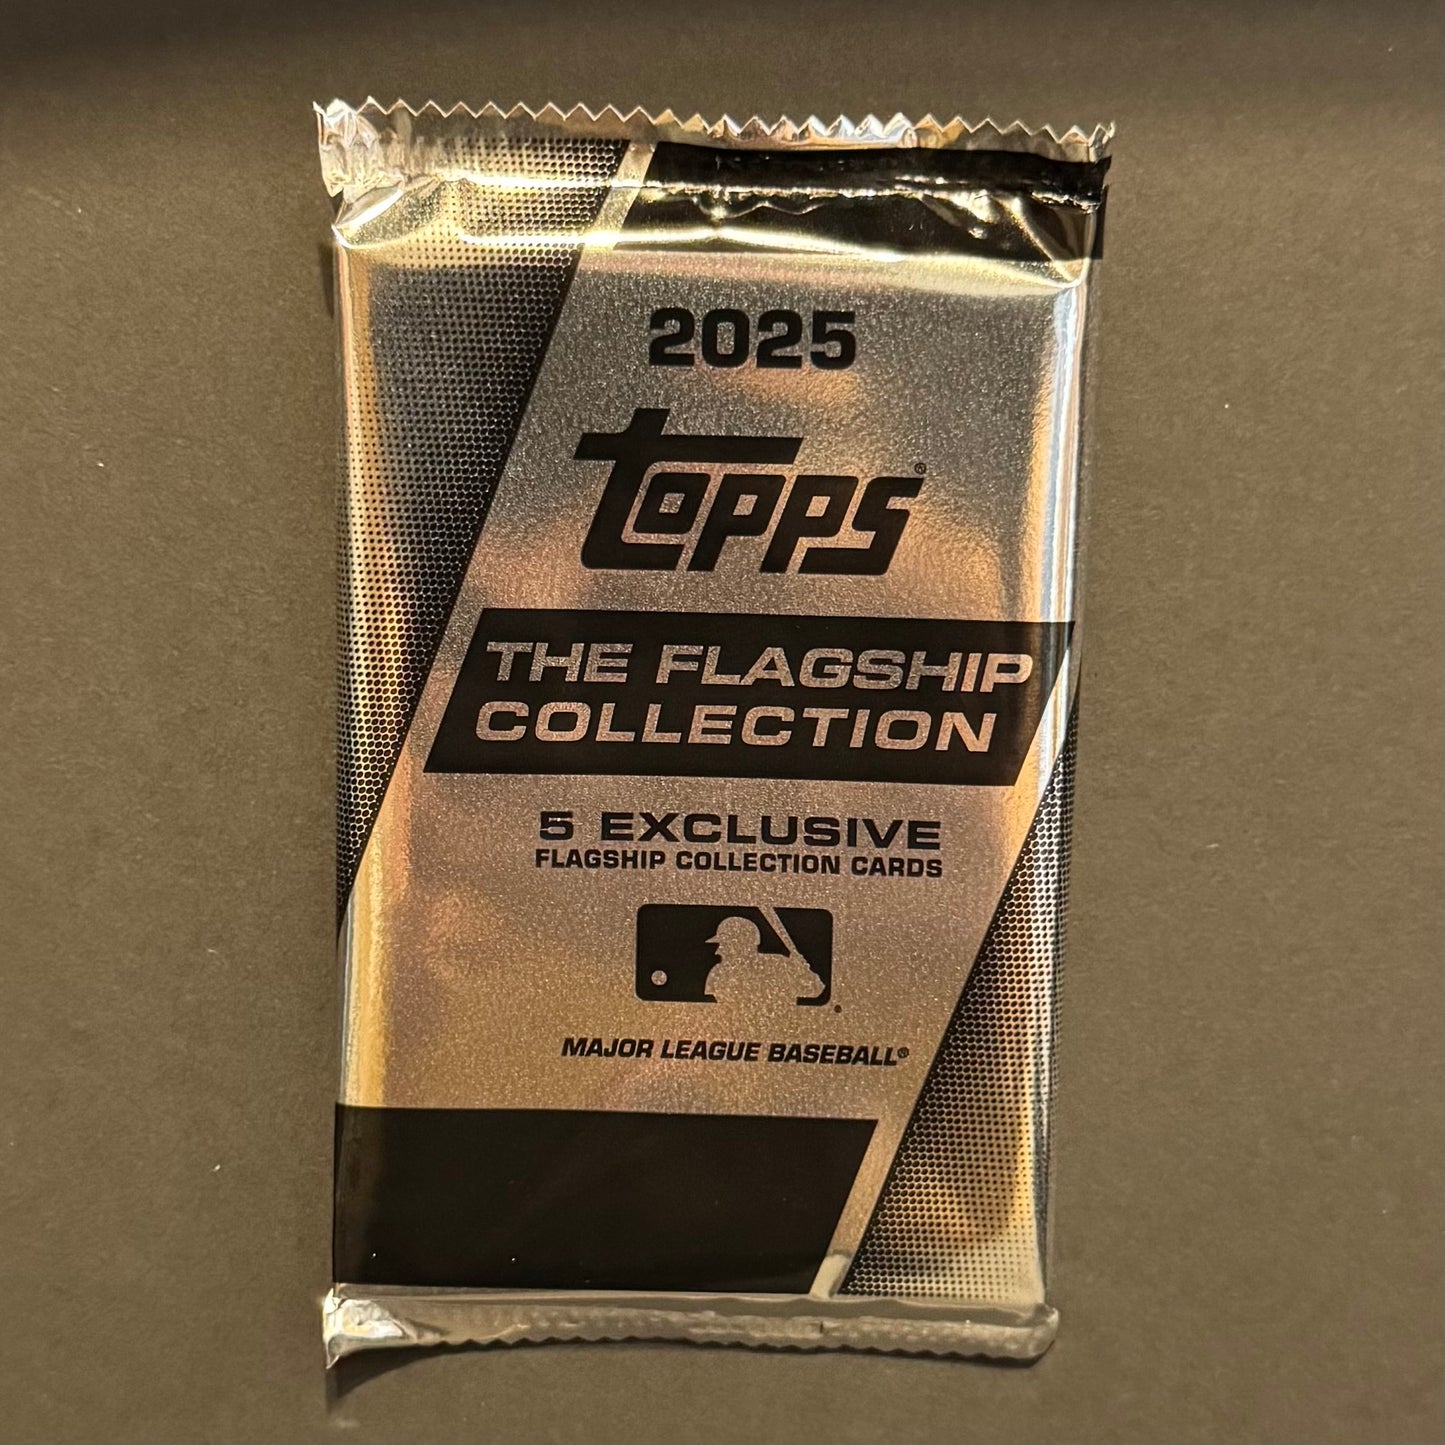 2025
Topps®
THE FLAGSHIP
COLLECTION
5 EXCLUSIVE
FLAGSHIP COLLECTION CARDS
MAJOR LEAGUE BASEBALL®